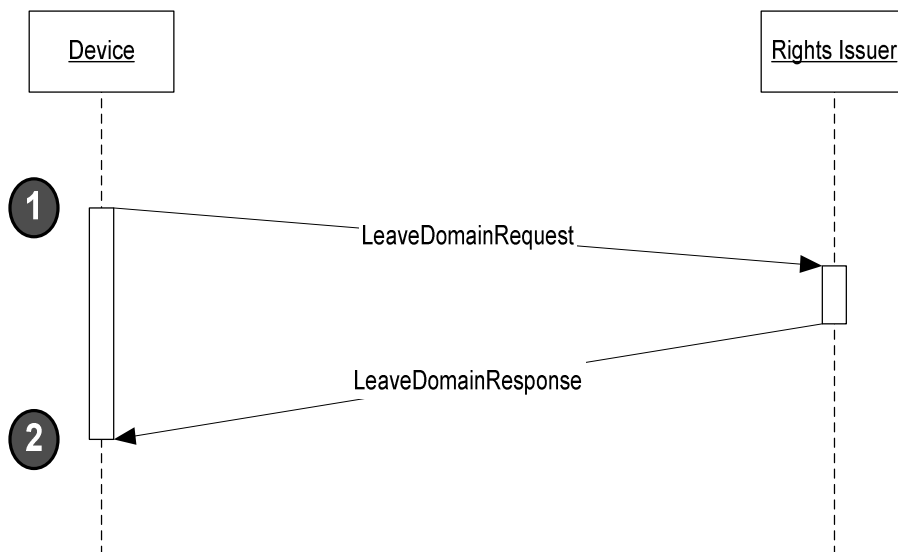 Device
Rights Issuer
1
LeaveDomainRequest
LeaveDomainResponse
2